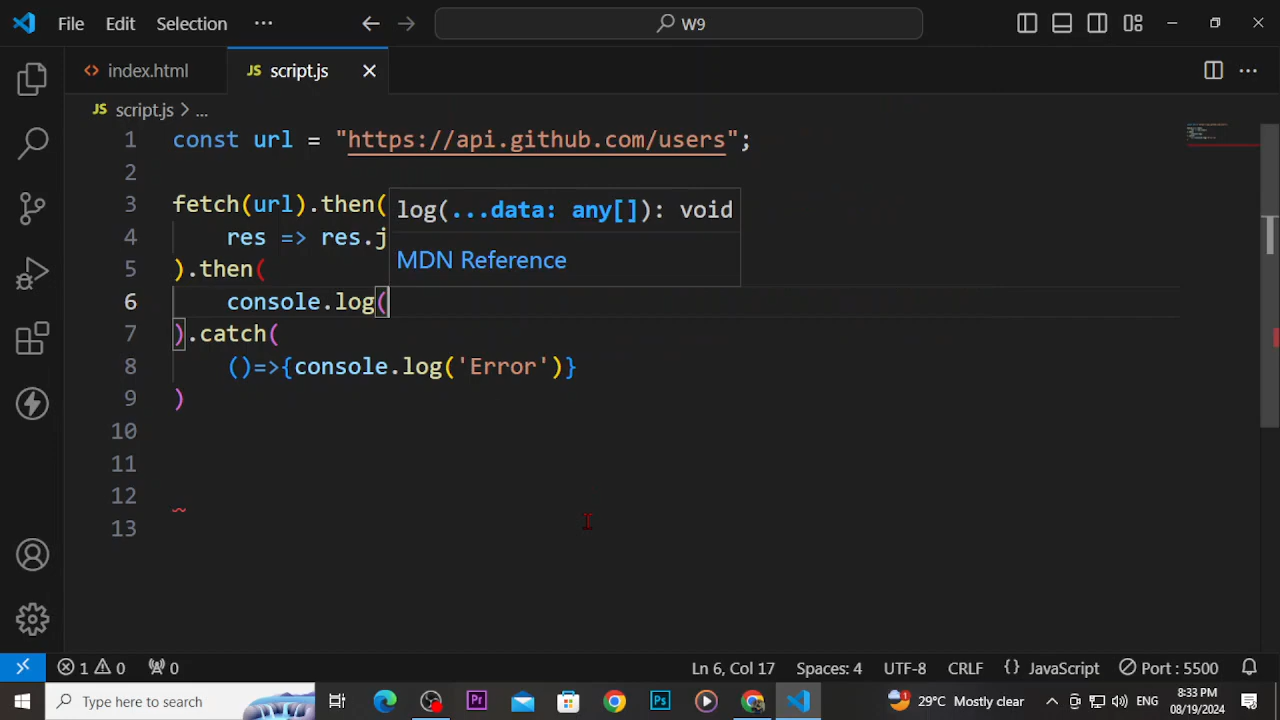 File Edit Selection ··· W9
index.html JS script.js
JS script.js > ...
1 const url = "https://api.github.com/users";
2
3 fetch(url).then(
log(...data: any[]): void
4 res => res.j
MDN Reference
5 ).then(
6 console.log(
7 ).catch(
8 ()=>{console.log('Error')}
9 )
10
11
12
13
1 0 0 Ln 6, Col 17 Spaces: 4 UTF-8 CRLF {} JavaScript Port : 5500
Type here to search Pr Ps 29°C Mostly clear ENG 8:33 PM
08/19/2024